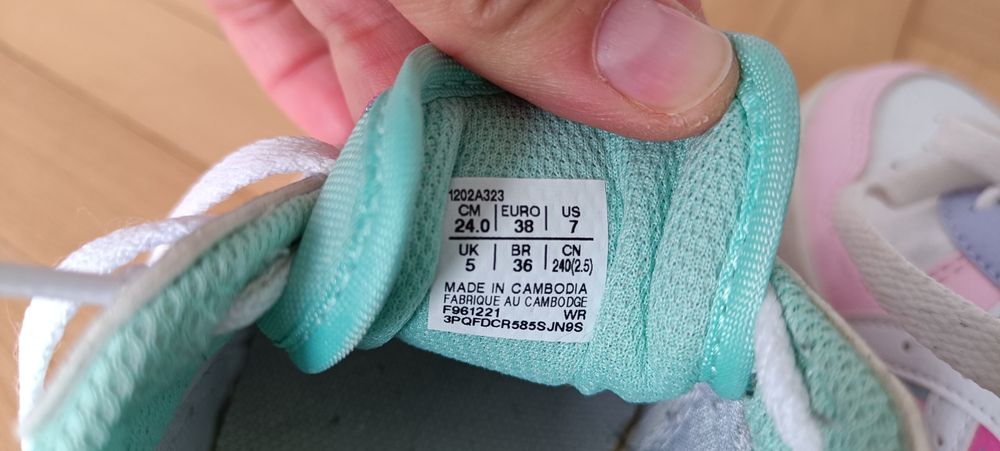 1202A323
CM EURO US
24.0 38 7
UK BR CN
5 36 240(2.5)
MADE IN CAMBODIA
FABRIQUE AU CAMBODGE
F961221 WR
3PQFDCR585SJN9S